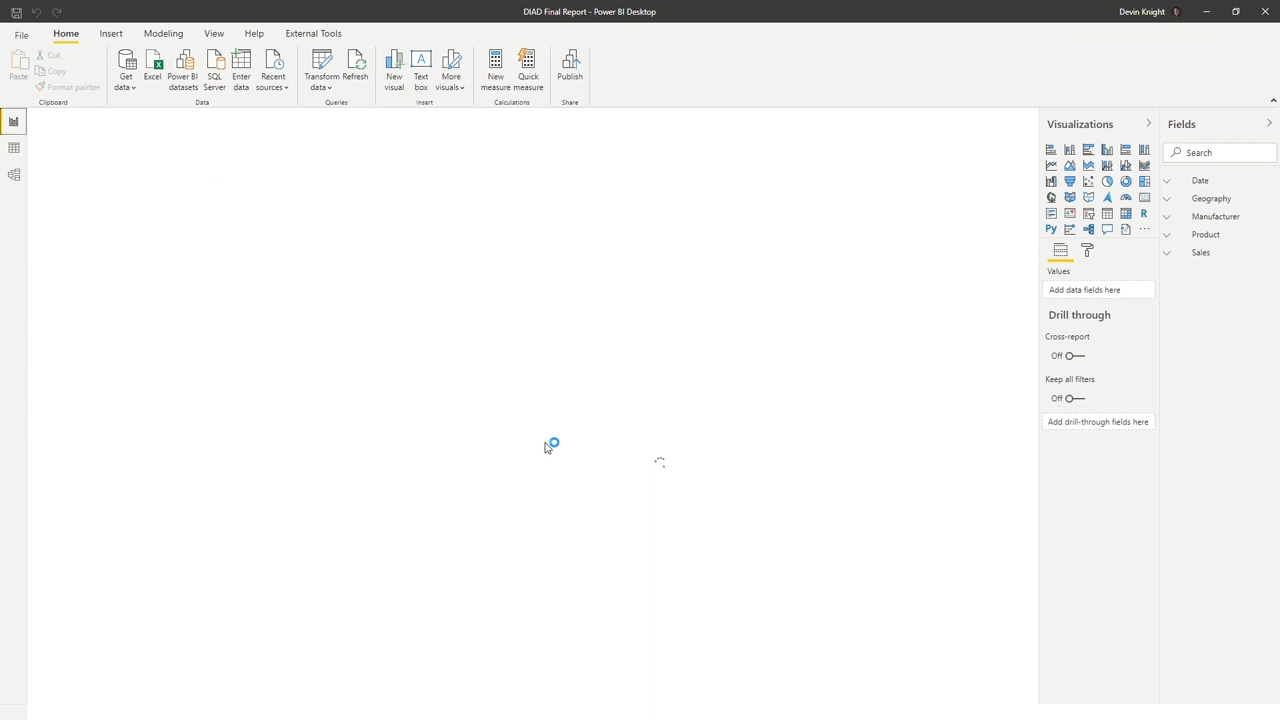 DIAD Final Report - Power BI Desktop
Devin Knight
File
Home
Insert
Modeling
View
Help
External Tools
Paste
Cut
Copy
Format painter
Get data
Excel
Power BI datasets
SQL Server
Enter data
Recent sources
Transform data
Refresh
New visual
Text box
More visuals
New measure
Quick measure
Publish
Clipboard
Data
Queries
Insert
Calculations
Share
Visualizations
R
Py
Values
Add data fields here
Drill through
Cross-report
Off
Keep all filters
Off
Add drill-through fields here
Fields
Search
Date
Geography
Manufacturer
Product
Sales